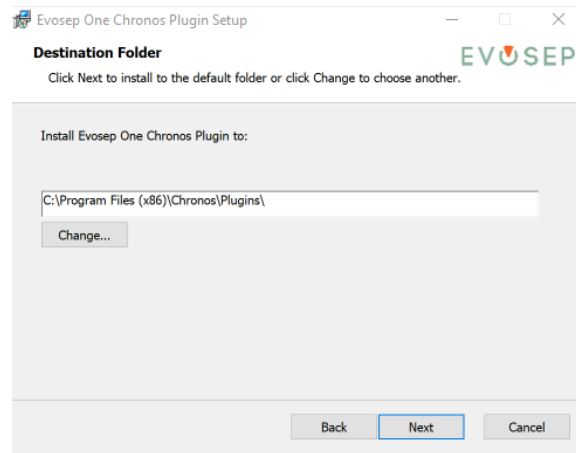 Evosep One Chronos Plugin Setup
Destination Folder
EVOSEP
Click Next to install to the default folder or click Change to choose another.
Install Evosep One Chronos Plugin to:
C:\Program Files (x86)\Chronos\Plugins\
Change...
Back Next Cancel